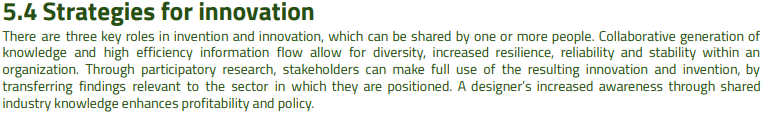 5.4 Strategies for innovation
There are three key roles in invention and innovation, which can be shared by one or more people. Collaborative generation of
knowledge and high efficiency information flow allow for diversity, increased resilience, reliability and stability within an
organization. Through participatory research, stakeholders can make full use of the resulting innovation and invention, by
transferring findings relevant to the sector in which they are positioned. A designer's increased awareness through shared
industry knowledge enhances profitability and policy.